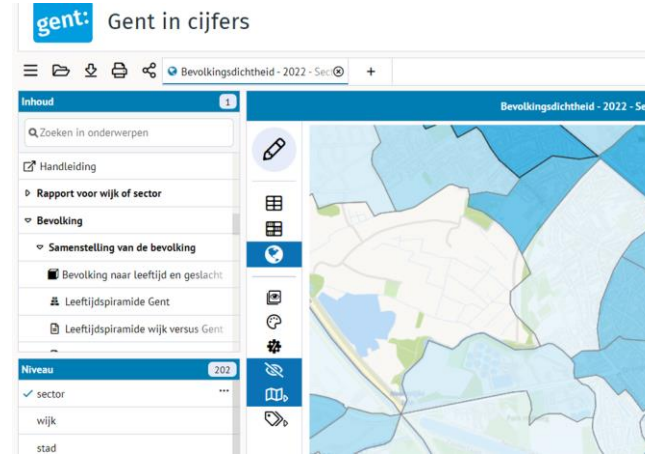 gent:
Gent in cijfers
Bevolkingsdichtheid - 2022 - Sec
+
Inhoud 1
Zoeken in onderwerpen
Handleiding
Rapport voor wijk of sector
Bevolking
Samenstelling van de bevolking
Bevolking naar leeftijd en geslacht
Leeftijdspiramide Gent
Leeftijdspiramide wijk versus Gent
Niveau 202
sector
wijk
stad
Bevolkingsdichtheid - 2022 - Se